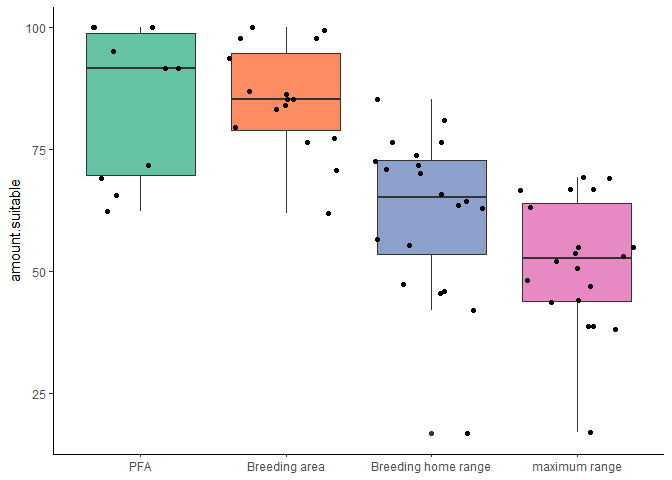 100
75
50
25
amount.suitable
PFA
Breeding area
Breeding home range
maximum range